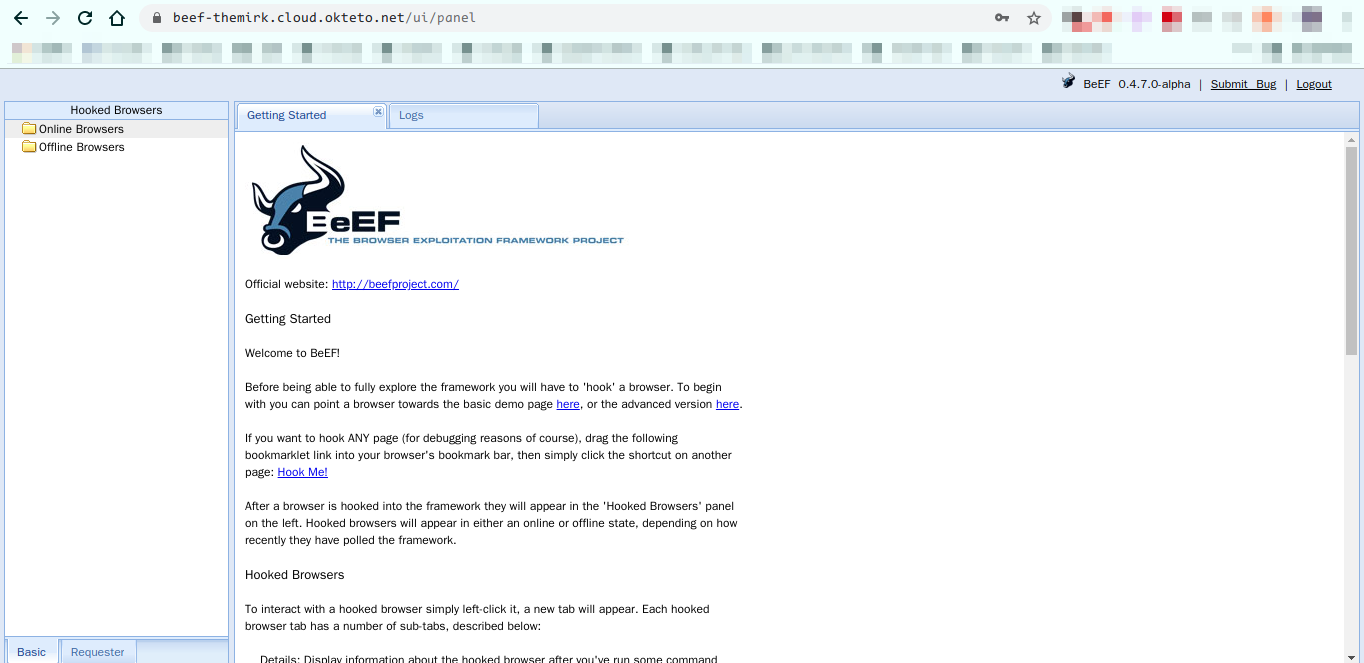 beef-themirk.cloud.okteto.net/ui/panel
BeEF 0.4.7.0-alpha | Submit Bug | Logout
Hooked Browsers
Online Browsers
Offline Browsers
Getting Started
Logs
BeEF
THE BROWSER EXPLOITATION FRAMEWORK PROJECT
Official website: http://beefproject.com/
Getting Started
Welcome to BeEF!
Before being able to fully explore the framework you will have to 'hook' a browser. To begin
with you can point a browser towards the basic demo page here, or the advanced version here.
If you want to hook ANY page (for debugging reasons of course), drag the following
bookmarklet link into your browser's bookmark bar, then simply click the shortcut on another
page: Hook Me!
After a browser is hooked into the framework they will appear in the 'Hooked Browsers' panel
on the left. Hooked browsers will appear in either an online or offline state, depending on how
recently they have polled the framework.
Hooked Browsers
To interact with a hooked browser simply left-click it, a new tab will appear. Each hooked
browser tab has a number of sub-tabs, described below:
Details: Display information about the hooked browser after you've run some command
Basic
Requester